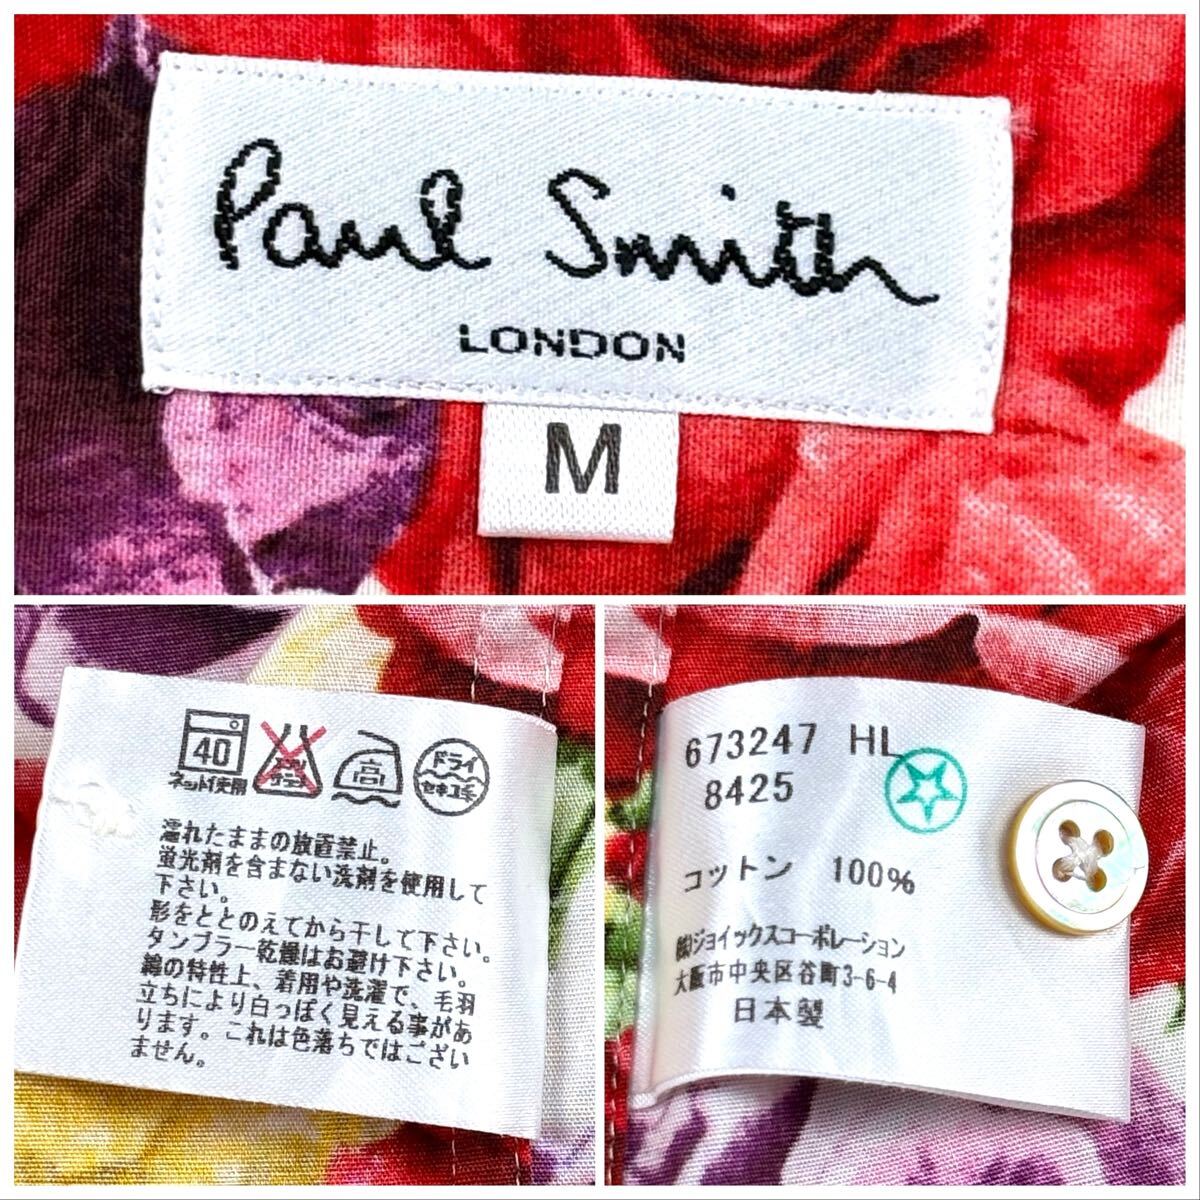 Paul Smith
LONDON
M
40
ネット使用
エンソ
サラシ
高
ドライ
セキユ系
濡れたままの放置禁止。
蛍光剤を含まない洗剤を使用して
下さい。
形をととのえてから干して下さい。
タンブラー乾燥はお避け下さい。
綿の特性上、着用や洗濯で、毛羽
立ちにより白っぽく見える事があ
ります。これは色落ちではござい
ません。
673247 HL
8425
コットン 100%
㈱ジョイックスコーポレーション
大阪市中央区谷町3-6-4
日本製